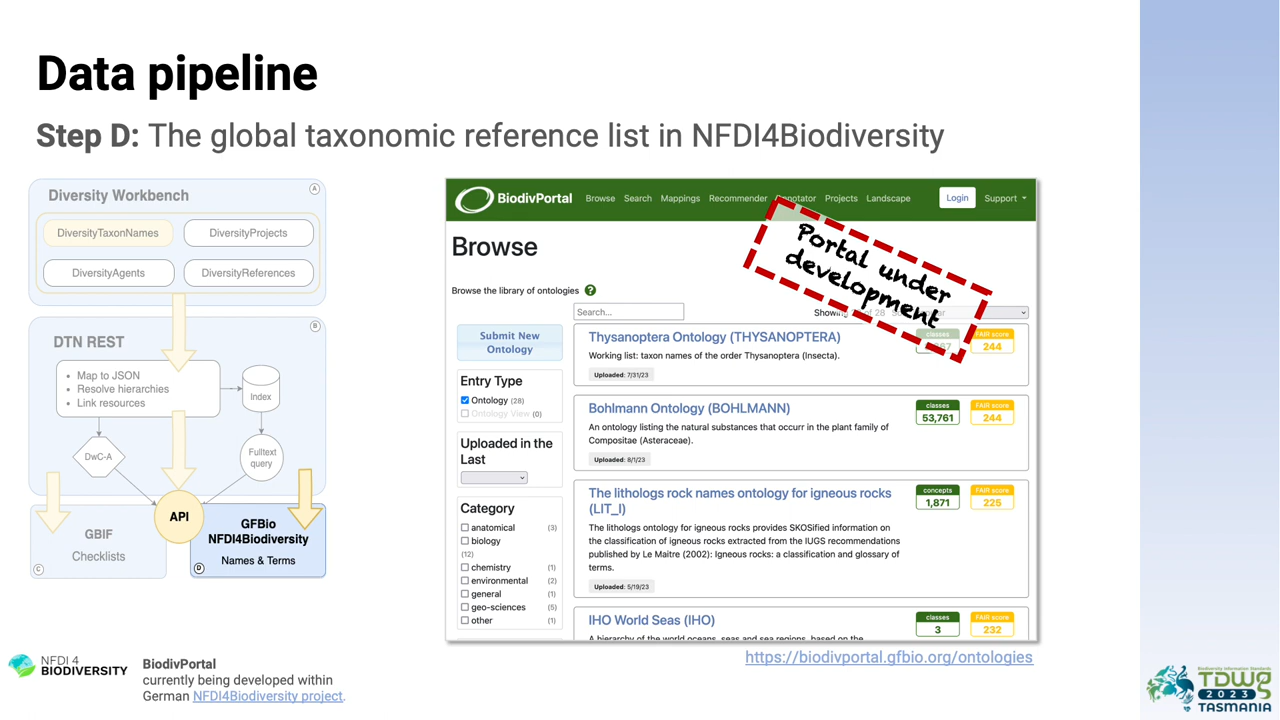 Data pipeline
Step D: The global taxonomic reference list in NFDI4Biodiversity
Diversity Workbench
A
DiversityTaxonNames
DiversityProjects
DiversityAgents
DiversityReferences
DTN REST
B
• Map to JSON
• Resolve hierarchies
• Link resources
Index
DwC-A
Fulltext
query
API
GBIF
Checklists
C
GFBio
NFDI4Biodiversity
Names & Terms
D
BiodivPortal
Browse
Search
Mappings
Recommender
Annotator
Projects
Landscape
Login
Support
Browse
Portal under
development
Browse the library of ontologies ?
Search...
Showing of 28
Submit New
Ontology
Entry Type
Ontology (28)
Ontology View (0)
Uploaded in the
Last
Category
anatomical (3)
biology
(12)
chemistry (1)
environmental (2)
general (1)
geo-sciences (5)
other (1)
Thysanoptera Ontology (THYSANOPTERA)
Working list: taxon names of the order Thysanoptera (Insecta).
Uploaded: 7/31/23
classes
FAIR score
244
Bohlmann Ontology (BOHLMANN)
An ontology listing the natural substances that occurr in the plant family of
Compositae (Asteraceae).
Uploaded: 8/1/23
classes
53,761
FAIR score
244
The lithologs rock names ontology for igneous rocks
(LIT_I)
The lithologs ontology for igneous rocks provides SKOSified information on
the classification of igneous rocks extracted from the IUGS recommendations
published by Le Maitre (2002): Igneous rocks: a classification and glossary of
terms.
Uploaded: 5/19/23
concepts
1,871
FAIR score
225
IHO World Seas (IHO)
A hierarchy of the world oceans, seas and sea regions, based on the
classes
3
FAIR score
232
https://biodivportal.gfbio.org/ontologies
NFDI 4
BIODIVERSITY
BiodivPortal
currently being developed within
German NFDI4Biodiversity project.
Biodiversity Information Standards
TDWG
2023
TASMANIA